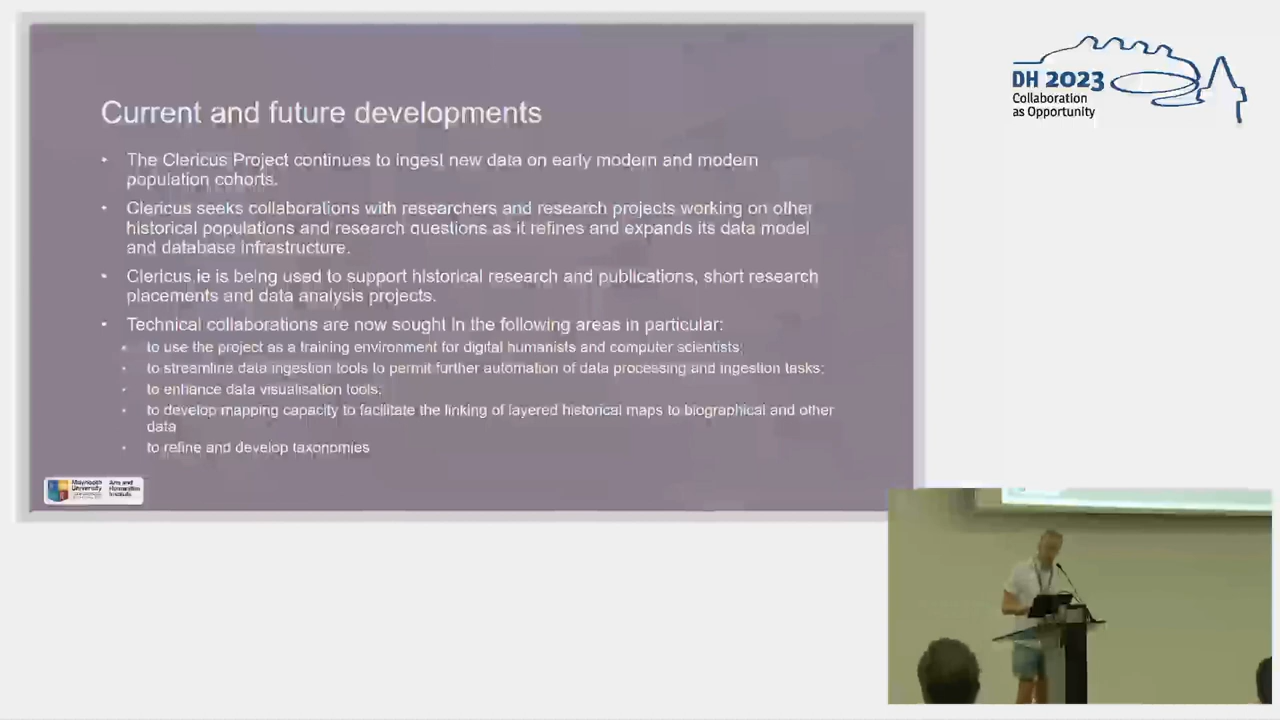 Current and future developments
• The Clericus Project continues to ingest new data on early modern and modern
population cohorts.
• Clericus seeks collaborations with researchers and research projects working on other
historical populations and research questions as it refines and expands its data model
and database infrastructure.
• Clericus.ie is being used to support historical research and publications, short research
placements and data analysis projects.
• Technical collaborations are now sought in the following areas in particular:
• to use the project as a training environment for digital humanists and computer scientists;
• to streamline data ingestion tools to permit further automation of data processing and ingestion tasks;
• to enhance data visualisation tools;
• to develop mapping capacity to facilitate the linking of layered historical maps to biographical and other
data
• to refine and develop taxonomies
Maynooth
University
Arts and
Humanities
Institute
DH 2023
Collaboration
as Opportunity